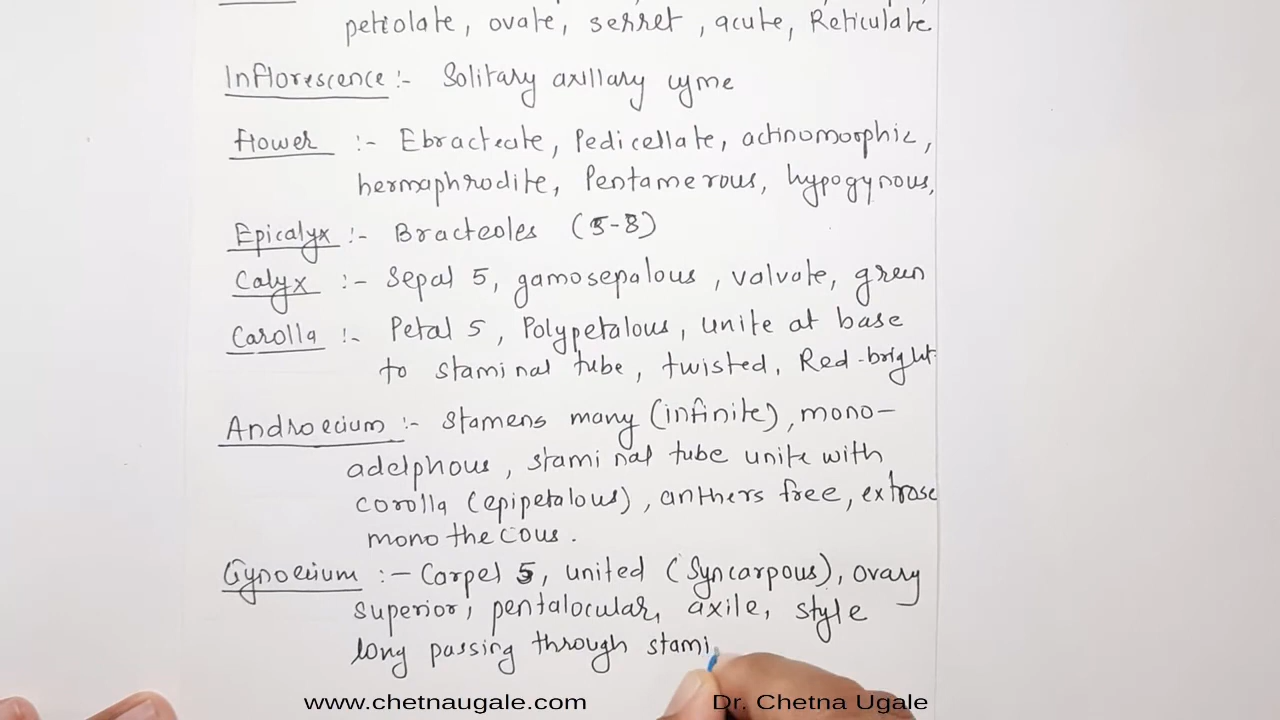 petiolate, ovate, serret, acute, Reticulate
Inflorescence :- Solitary axillary cyme
flower :- Ebracteate, Pedicellate, actinomorphic,
hermaphrodite, Pentamerous, hypogynous,
Epicalyx :- Bracteoles (5-8)
Calyx :- Sepal 5, gamosepalous, valvate, green
Carolla :- Petal 5, Polypetalous, unite at base
to staminal tube, twisted, Red-bright
Androecium :- Stamens many (infinite), mono-
adelphous, staminal tube unite with
corolla (epipetalous), anthers free, extrose
monothecous.
Gynoecium :- Carpel 5, united (Syncarpous), ovary
superior, pentalocular, axile, style
long passing through stami
www.chetnaugale.com Dr. Chetna Ugale